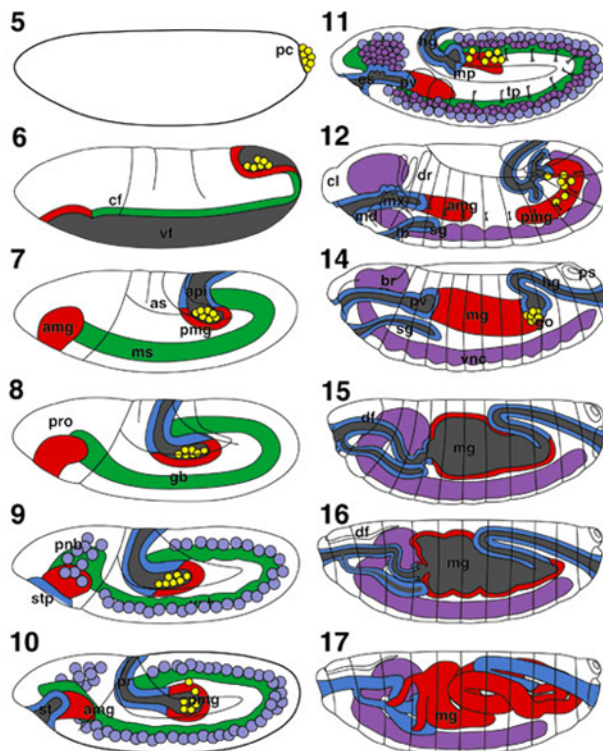 5
pc
6
cf
vf
7
as
api
amg
pmg
ms
8
pro
gb
9
pnb
stp
10
pr
pmg
st
amg
11
hg
mp
es
pv
tp
12
cl
dr
mx
amg
md
pmg
lb
sg
14
br
hg
ps
pv
mg
go
sg
vnc
15
df
mg
16
df
mg
17
mg